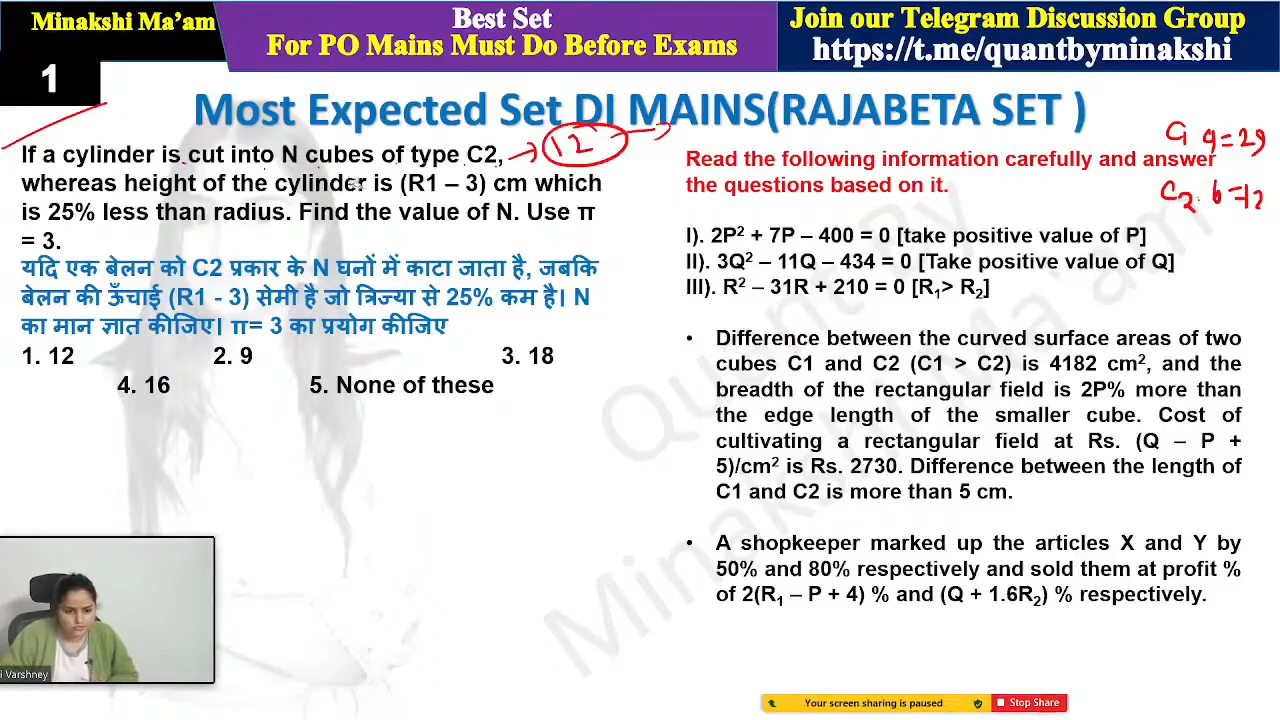 Minakshi Ma'am
Best Set
For PO Mains Must Do Before Exams
Join our Telegram Discussion Group
https://t.me/quantbyminakshi
1
Most Expected Set DI MAINS(RAJABETA SET )
If a cylinder is cut into N cubes of type C2,
whereas height of the cylinder is (R1 – 3) cm which
is 25% less than radius. Find the value of N. Use π
= 3.
12
यदि एक बेलन को C2 प्रकार के N घनों में काटा जाता है, जबकि
बेलन की ऊँचाई (R1 - 3) सेमी है जो त्रिज्या से 25% कम है। N
का मान ज्ञात कीजिए। π= 3 का प्रयोग कीजिए
1. 12 2. 9 3. 18
4. 16 5. None of these
C1 a=29
C2 b=12
Read the following information carefully and answer
the questions based on it.
I). 2P² + 7P – 400 = 0 [take positive value of P]
II). 3Q² – 11Q – 434 = 0 [Take positive value of Q]
III). R² – 31R + 210 = 0 [R₁> R₂]
• Difference between the curved surface areas of two
cubes C1 and C2 (C1 > C2) is 4182 cm², and the
breadth of the rectangular field is 2P% more than
the edge length of the smaller cube. Cost of
cultivating a rectangular field at Rs. (Q – P +
5)/cm² is Rs. 2730. Difference between the length of
C1 and C2 is more than 5 cm.
• A shopkeeper marked up the articles X and Y by
50% and 80% respectively and sold them at profit %
of 2(R₁ – P + 4) % and (Q + 1.6R₂) % respectively.
Quant By
Minakshi Ma'am
i Varshney
Your screen sharing is paused
Stop Share